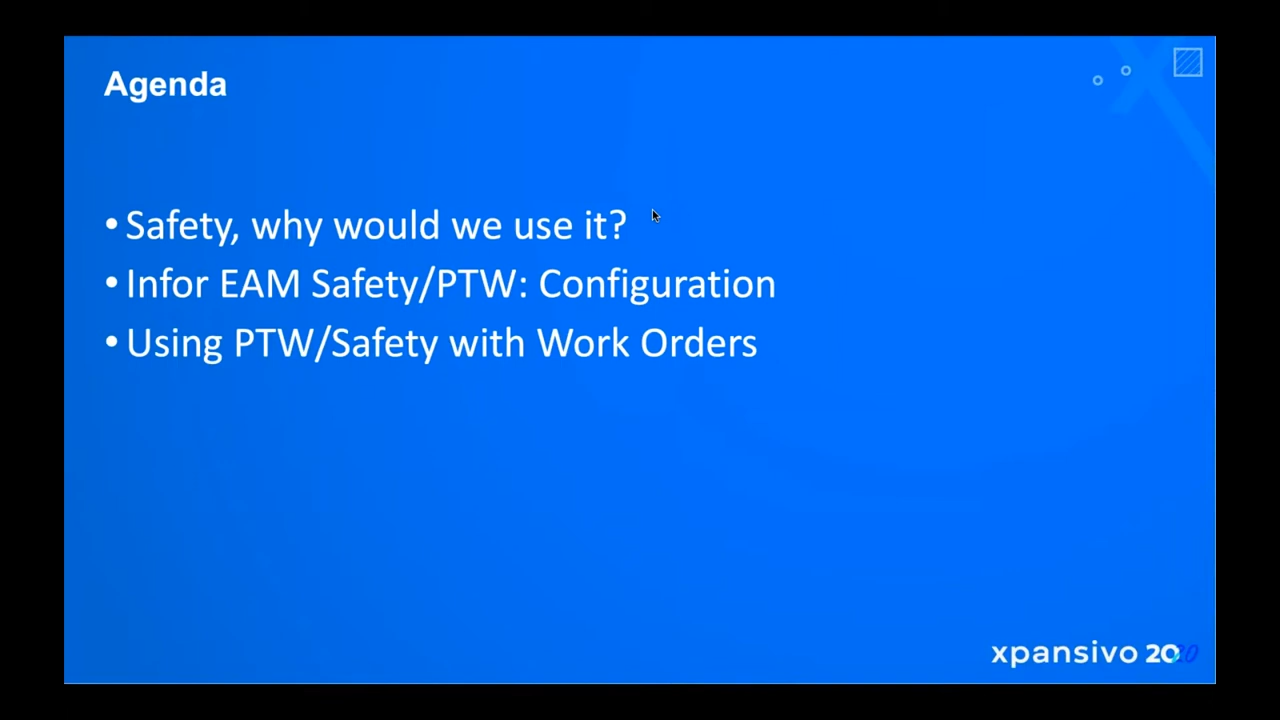 Agenda
• Safety, why would we use it?
• Infor EAM Safety/PTW: Configuration
• Using PTW/Safety with Work Orders
xpansivo 2020